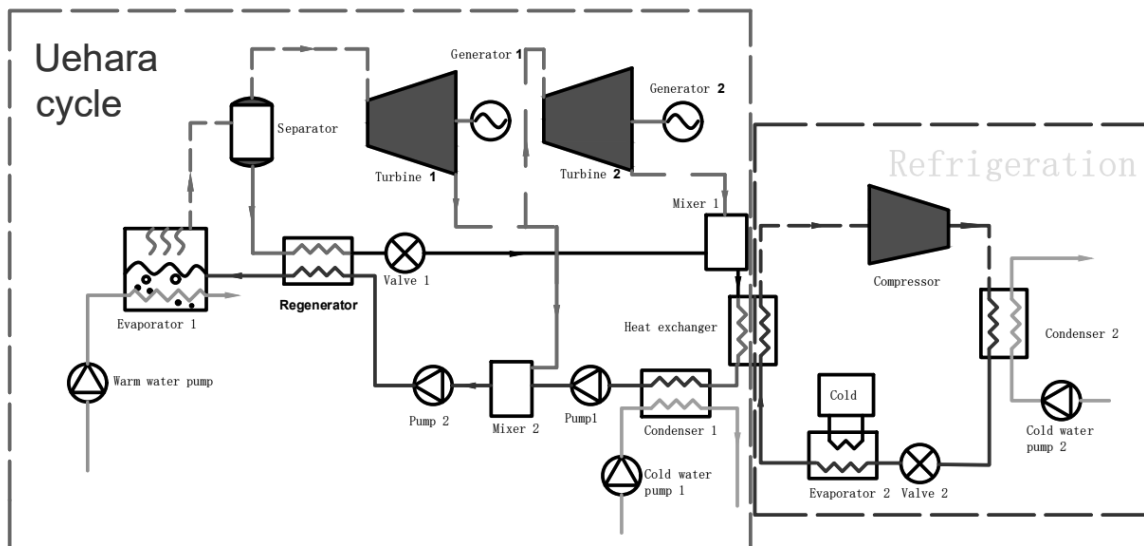 Uehara
cycle
Generator 1
Generator 2
Separator
Turbine 1
Turbine 2
Refrigeration
Mixer 1
Valve 1
Compressor
Regenerator
Evaporator 1
Heat exchanger
Condenser 2
Warm water pump
Cold
Pump 2
Mixer 2
Pump1
Condenser 1
Cold water
pump 2
Cold water
pump 1
Evaporator 2
Valve 2